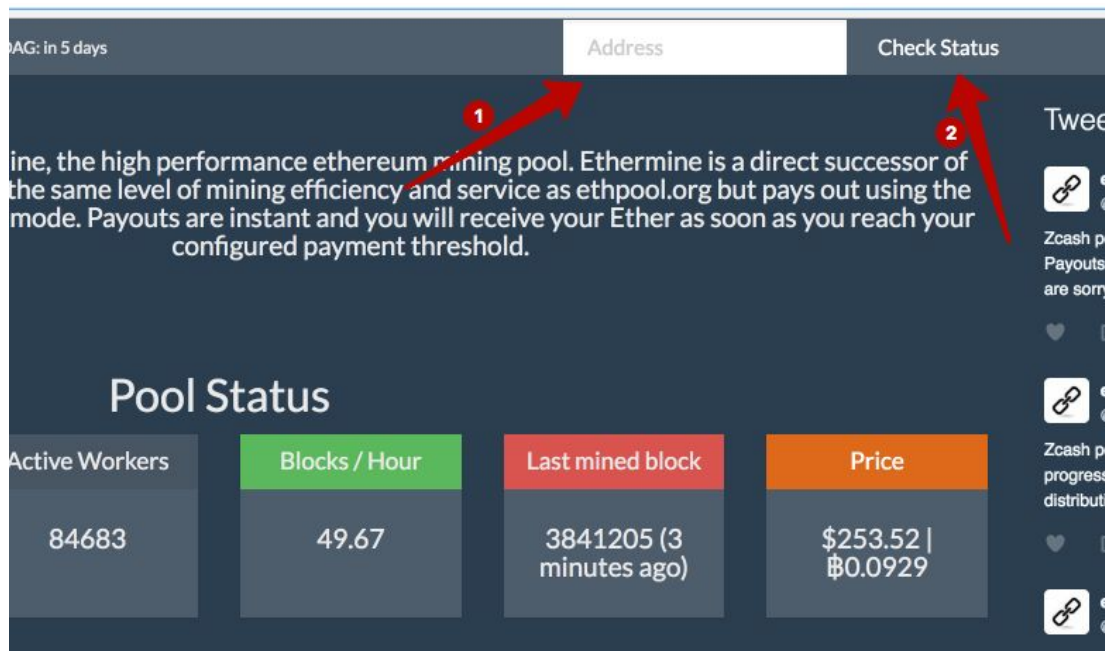 DAG: in 5 days
Address
Check Status
1
2
Twee
ine, the high performance ethereum mining pool. Ethermine is a direct successor of
the same level of mining efficiency and service as ethpool.org but pays out using the
mode. Payouts are instant and you will receive your Ether as soon as you reach your
configured payment threshold.
Zcash p
Payouts
are sorry
Pool Status
Active Workers
Blocks / Hour
Last mined block
Price
84683
49.67
3841205 (3
minutes ago)
$253.52 |
฿0.0929
Zcash p
progress
distributi